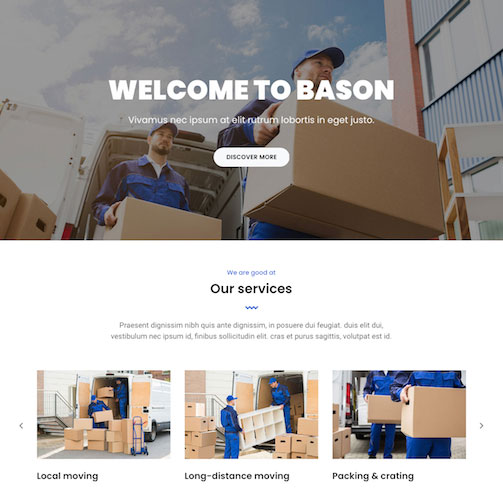 WELCOME TO BASON
Vivamus nec ipsum at elit rutrum lobortis in eget justo.
DISCOVER MORE
We are good at
Our services
Praesent dignissim nibh quis ante dignissim, in posuere dui feugiat. duis elit dui,
vestibulum nec ipsum id, finibus sollicitudin elit. cras et purus sagittis, volutpat est id.
Local moving
Long-distance moving
Packing & crating